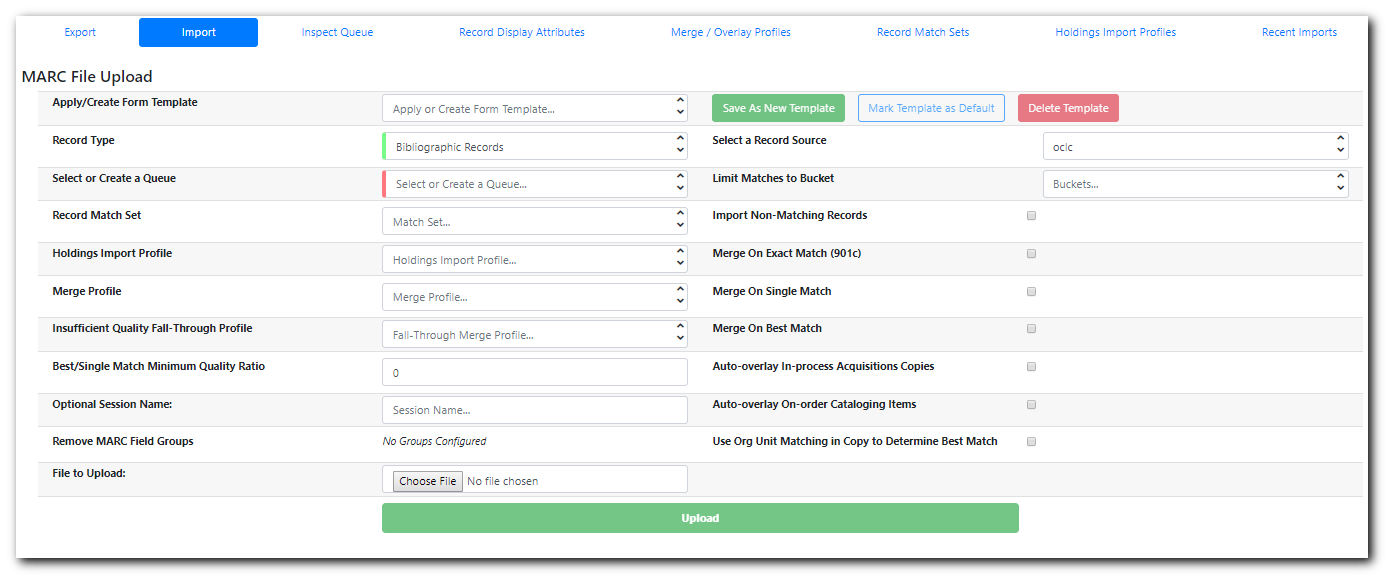 Export Import Inspect Queue Record Display Attributes Merge / Overlay Profiles Record Match Sets Holdings Import Profiles Recent Imports
MARC File Upload
Apply/Create Form Template Apply or Create Form Template... Save As New Template Mark Template as Default Delete Template
Record Type Bibliographic Records Select a Record Source oclc
Select or Create a Queue Select or Create a Queue... Limit Matches to Bucket Buckets...
Record Match Set Match Set... Import Non-Matching Records
Holdings Import Profile Holdings Import Profile... Merge On Exact Match (901c)
Merge Profile Merge Profile... Merge On Single Match
Insufficient Quality Fall-Through Profile Fall-Through Merge Profile... Merge On Best Match
Best/Single Match Minimum Quality Ratio 0 Auto-overlay In-process Acquisitions Copies
Optional Session Name: Session Name... Auto-overlay On-order Cataloging Items
Remove MARC Field Groups No Groups Configured Use Org Unit Matching in Copy to Determine Best Match
File to Upload: Choose File No file chosen
Upload